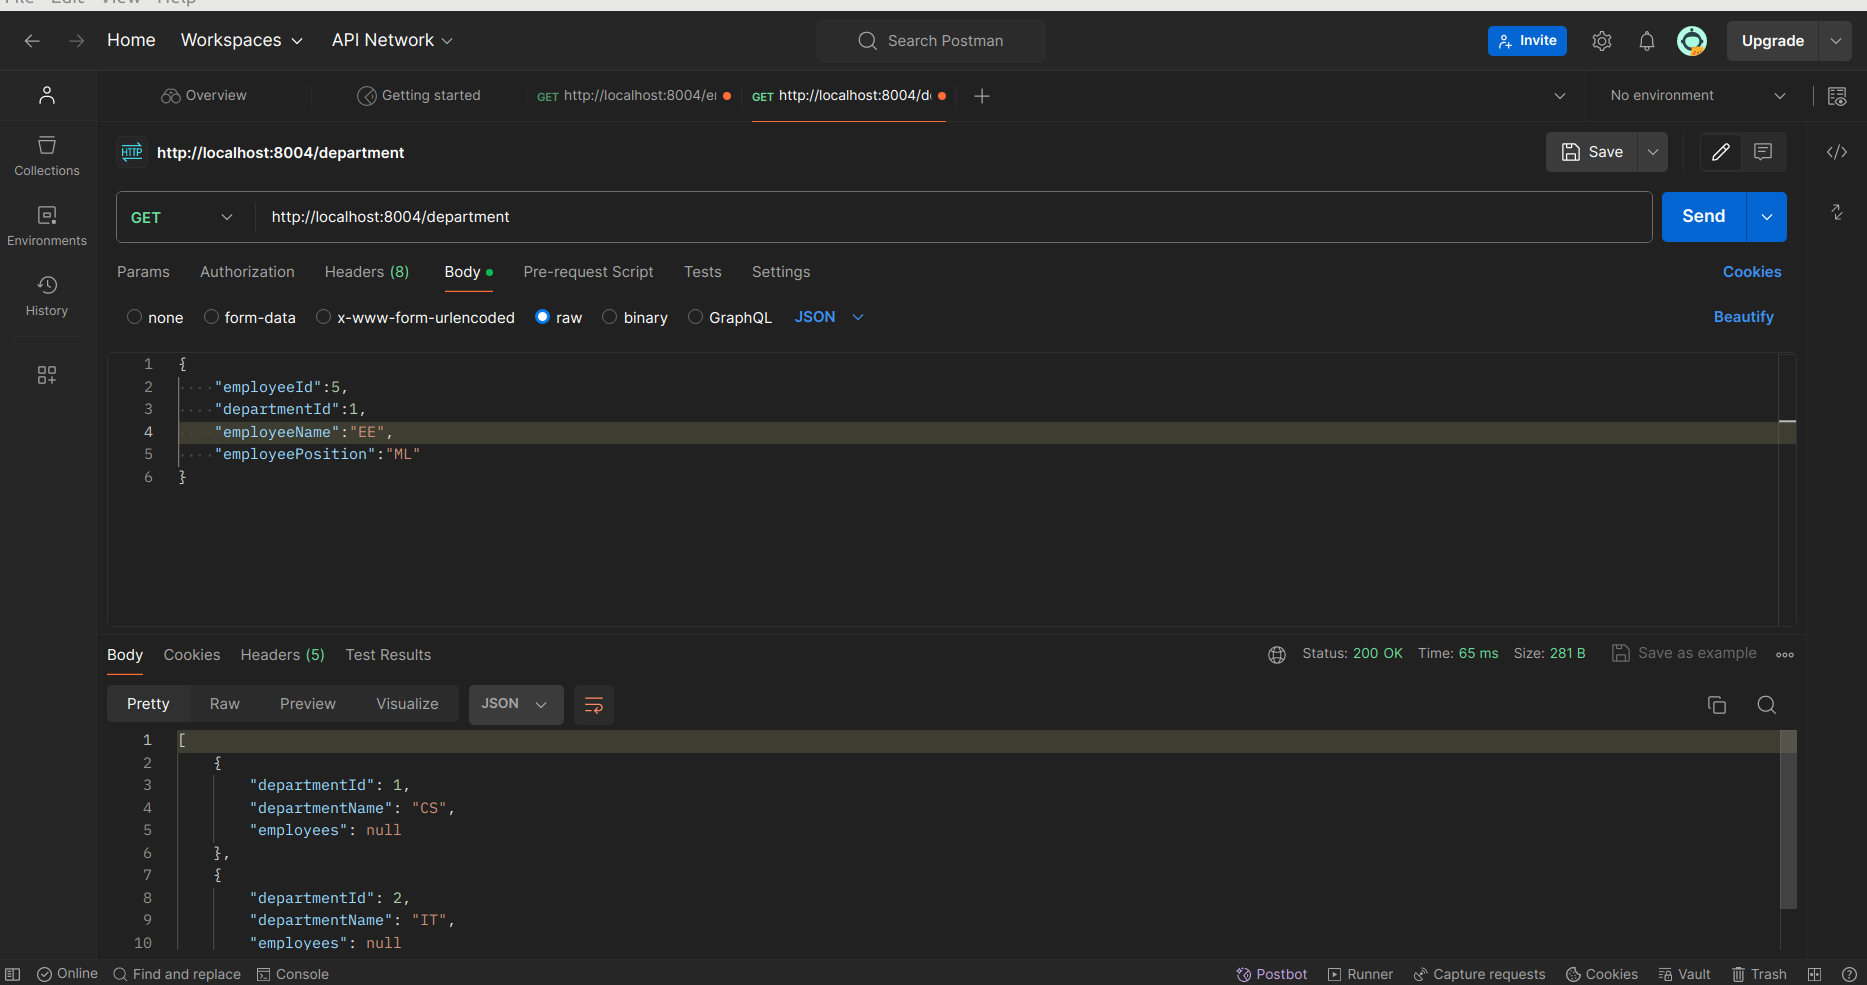 File Edit View Help
Home Workspaces API Network Search Postman Invite Upgrade
Overview Getting started GET http://localhost:8004/e GET http://localhost:8004/d No environment
HTTP http://localhost:8004/department Save
Collections
Environments
History
GET http://localhost:8004/department Send
Params Authorization Headers (8) Body Pre-request Script Tests Settings Cookies
none form-data x-www-form-urlencoded raw binary GraphQL JSON Beautify
1 {
2 "employeeId":5,
3 "departmentId":1,
4 "employeeName":"EE",
5 "employeePosition":"ML"
6 }
Body Cookies Headers (5) Test Results Status: 200 OK Time: 65 ms Size: 281 B Save as example
Pretty Raw Preview Visualize JSON
1 [
2 {
3 "departmentId": 1,
4 "departmentName": "CS",
5 "employees": null
6 },
7 {
8 "departmentId": 2,
9 "departmentName": "IT",
10 "employees": null
Online Find and replace Console Postbot Runner Capture requests Cookies Vault Trash